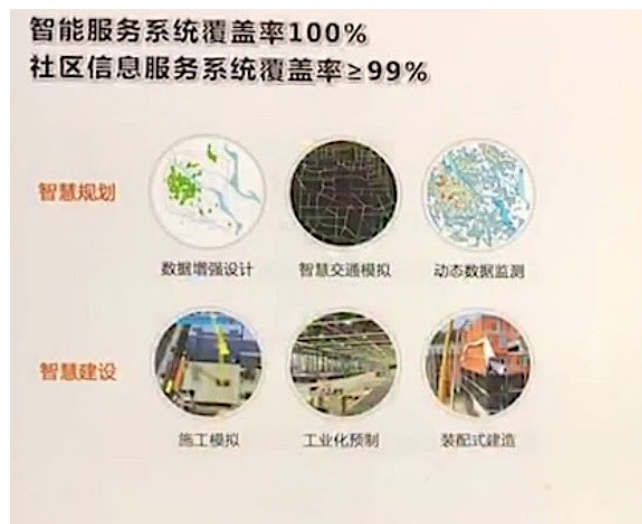 智能服务系统覆盖率100%
社区信息服务系统覆盖率≥99%
智慧规划
数据增强设计 智慧交通模拟 动态数据监测
智慧建设
施工模拟 工业化预制 装配式建造